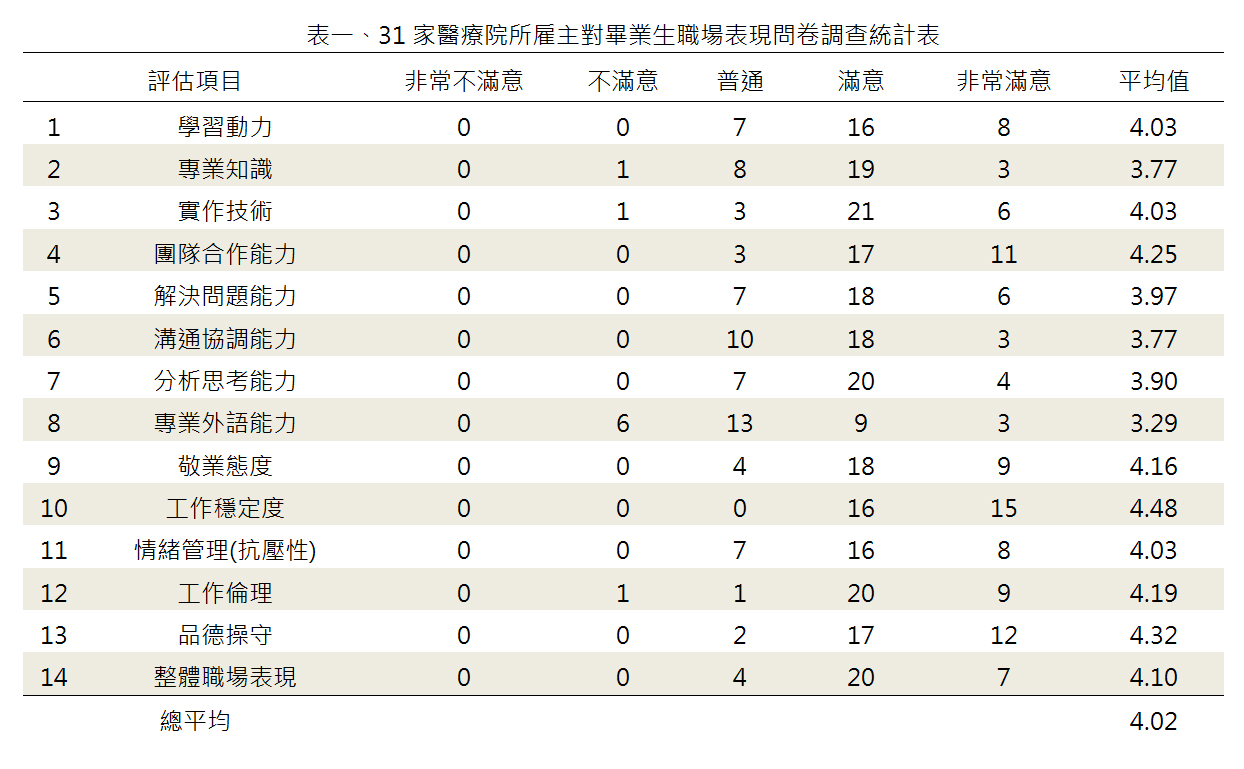 表一、31 家醫療院所雇主對畢業生職場表現問卷調查統計表
評估項目 非常不滿意 不滿意 普通 滿意 非常滿意 平均值
1 學習動力 0 0 7 16 8 4.03
2 專業知識 0 1 8 19 3 3.77
3 實作技術 0 1 3 21 6 4.03
4 團隊合作能力 0 0 3 17 11 4.25
5 解決問題能力 0 0 7 18 6 3.97
6 溝通協調能力 0 0 10 18 3 3.77
7 分析思考能力 0 0 7 20 4 3.90
8 專業外語能力 0 6 13 9 3 3.29
9 敬業態度 0 0 4 18 9 4.16
10 工作穩定度 0 0 0 16 15 4.48
11 情緒管理(抗壓性) 0 0 7 16 8 4.03
12 工作倫理 0 1 1 20 9 4.19
13 品德操守 0 0 2 17 12 4.32
14 整體職場表現 0 0 4 20 7 4.10
總平均 4.02